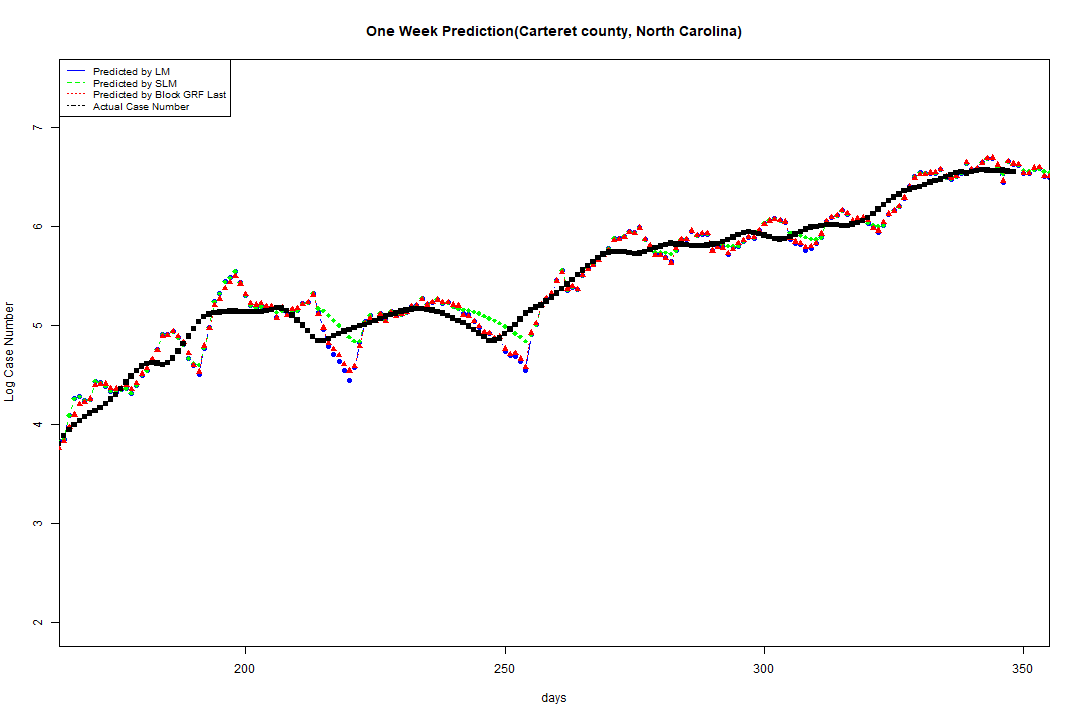 One Week Prediction(Carteret county, North Carolina)
Predicted by LM
Predicted by SLM
Predicted by Block GRF Last
Actual Case Number
Log Case Number
7
6
5
4
3
2
200
250
300
350
days